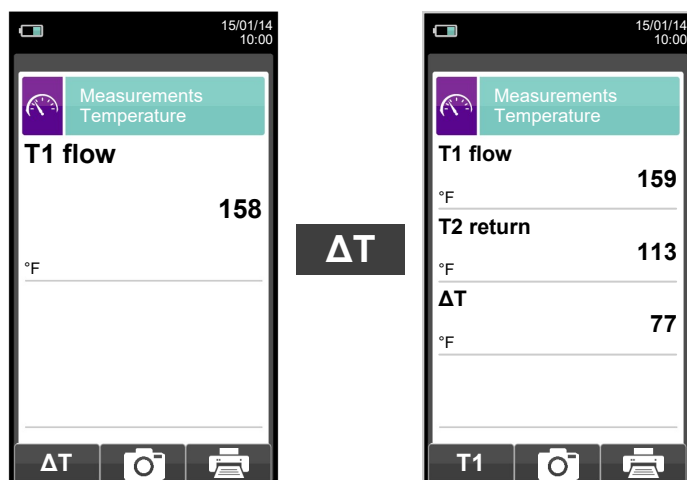 15/01/14
10:00
Measurements
Temperature
T1 flow
158
°F
ΔT
ΔT
15/01/14
10:00
Measurements
Temperature
T1 flow
159
°F
T2 return
113
°F
ΔT
77
°F
T1